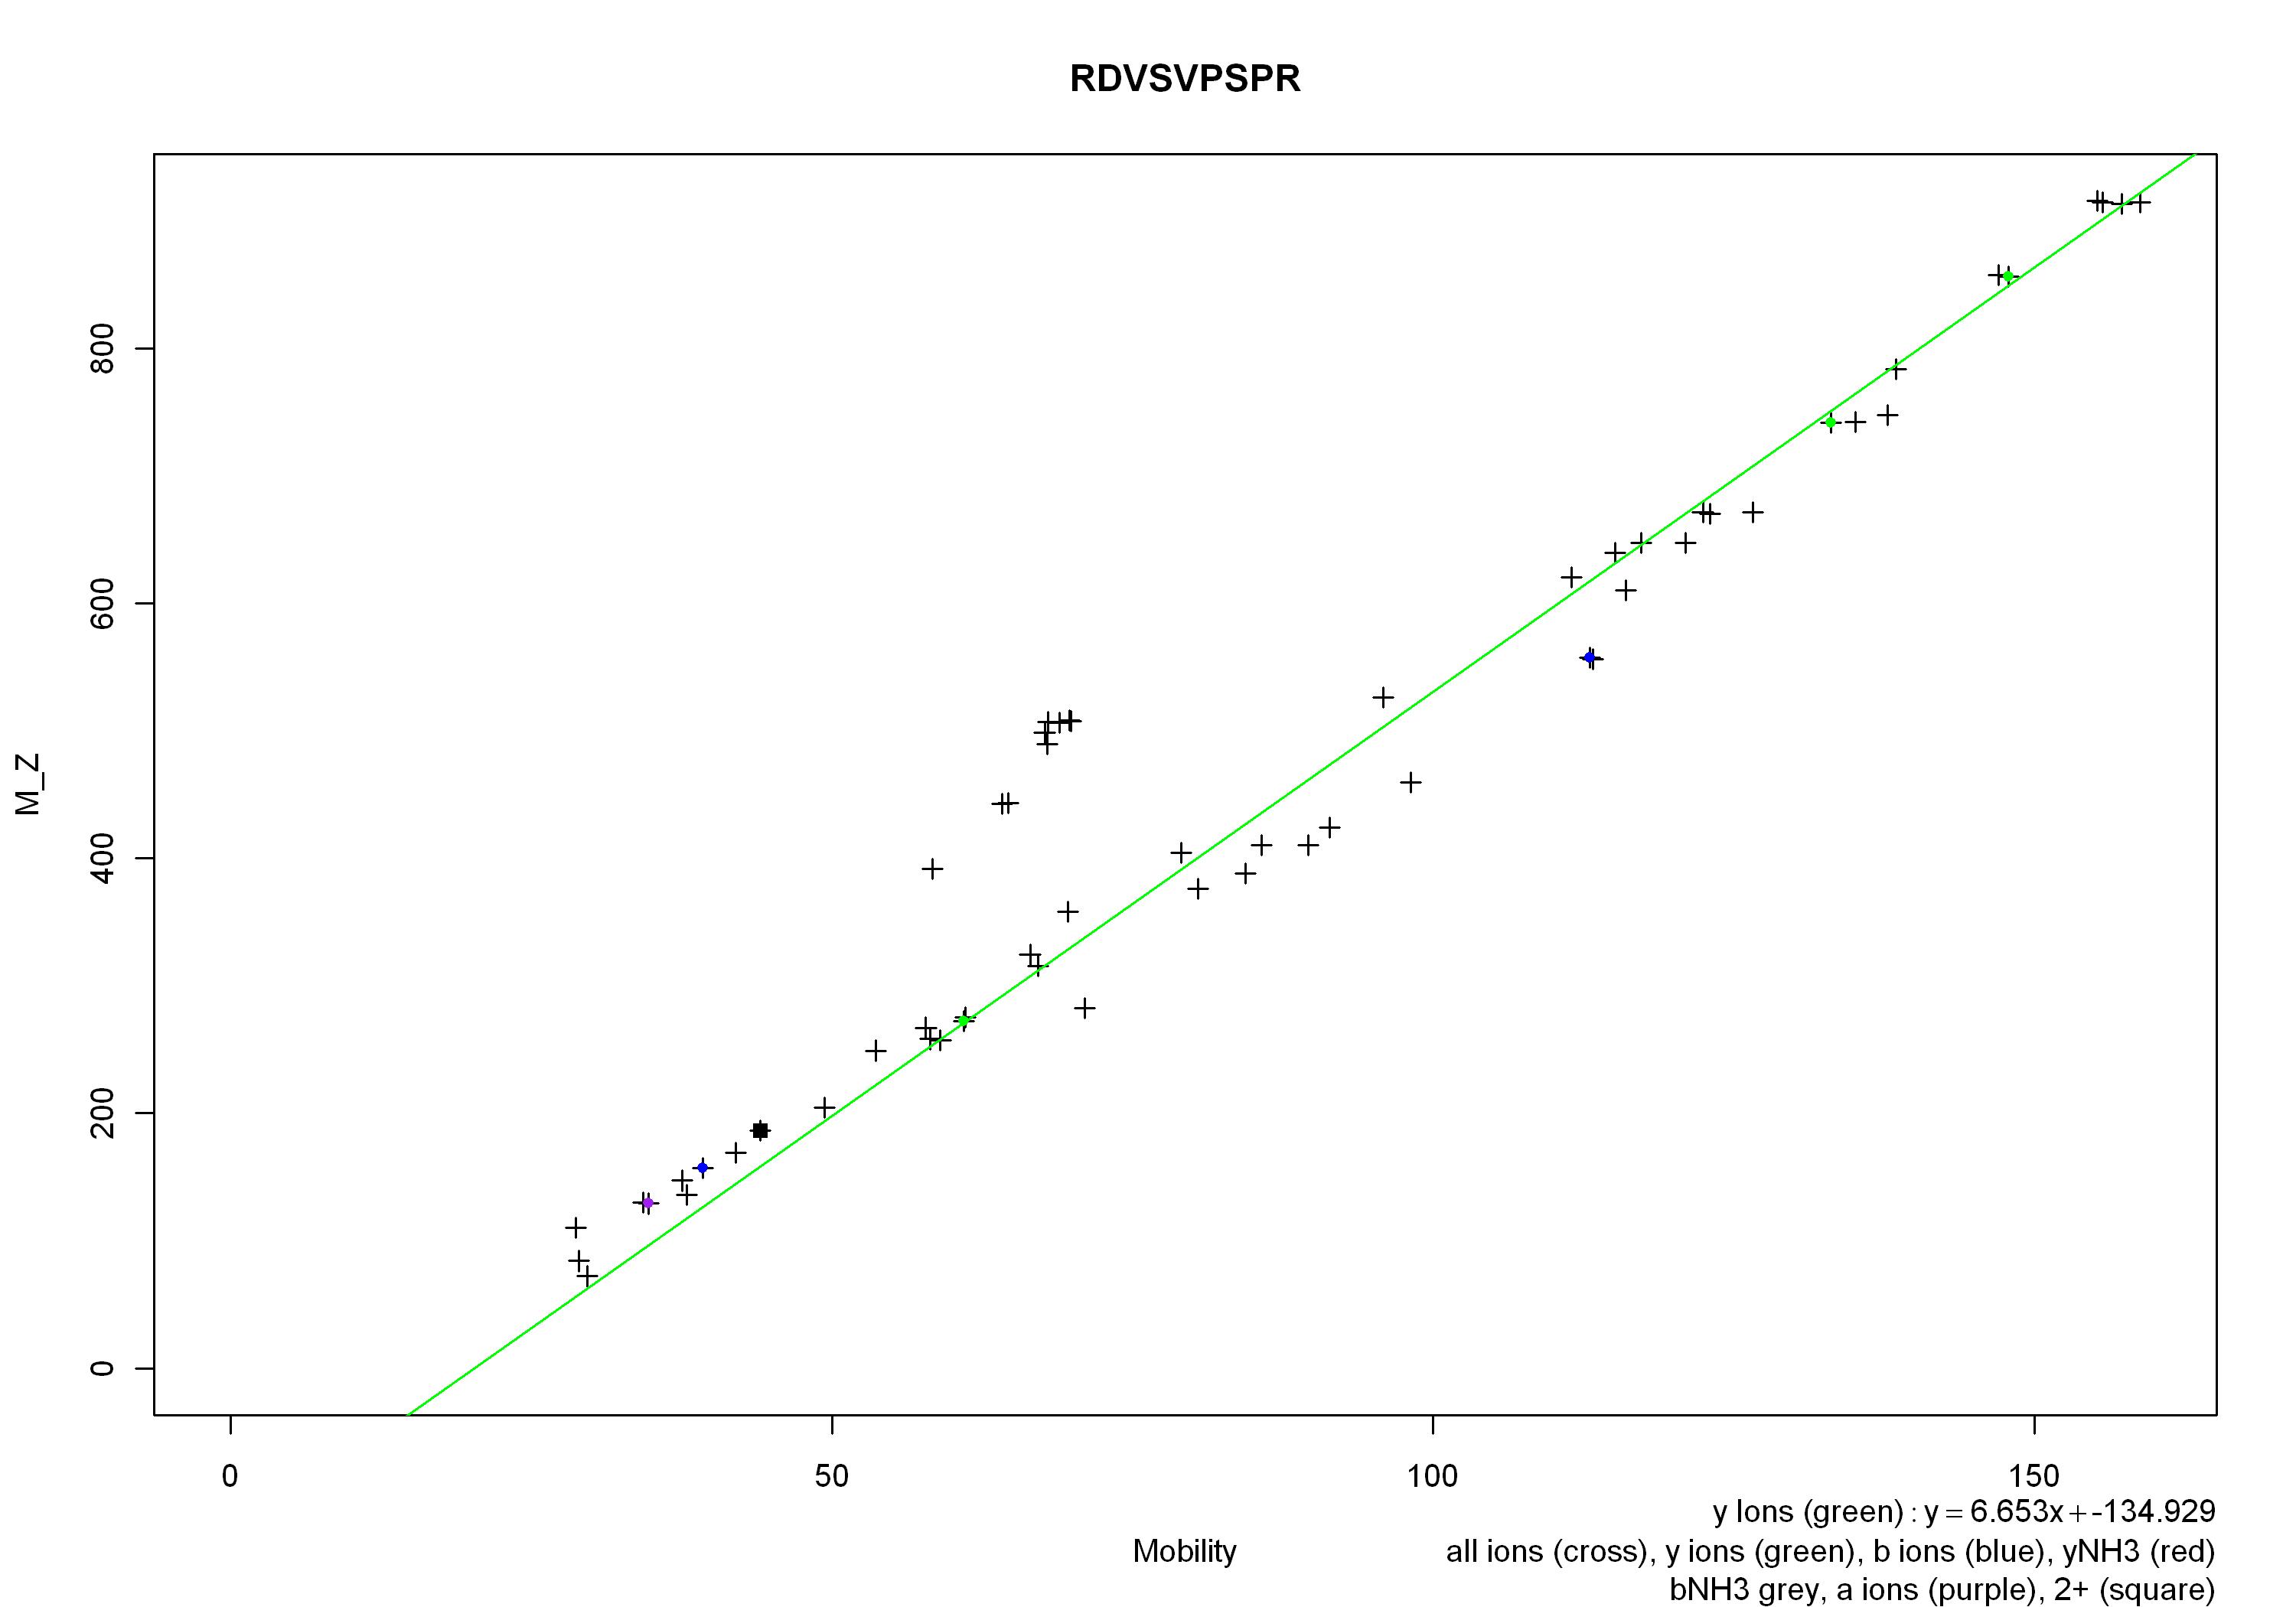 RDVSVPSPR
800
600
400
200
0
M_Z
0 50 100 150
y Ions (green) : y = 6.653x + -134.929
Mobility
all ions (cross), y ions (green), b ions (blue), yNH3 (red)
bNH3 grey, a ions (purple), 2+ (square)